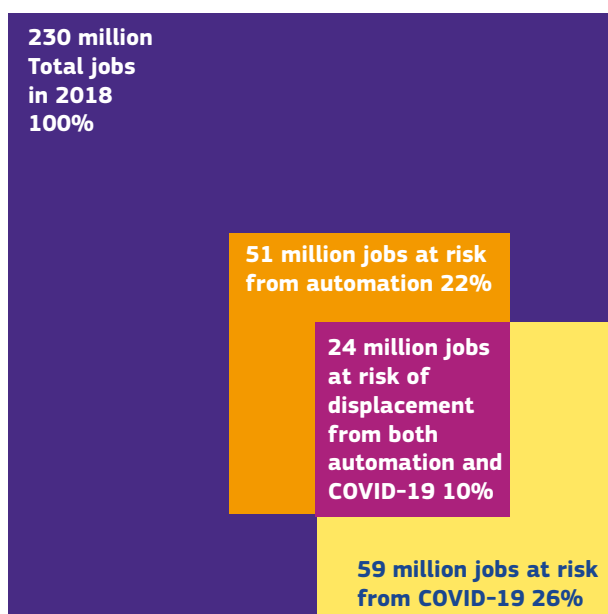 230 million
Total jobs
in 2018
100%
51 million jobs at risk
from automation 22%
24 million jobs
at risk of
displacement
from both
automation and
COVID-19 10%
59 million jobs at risk
from COVID-19 26%